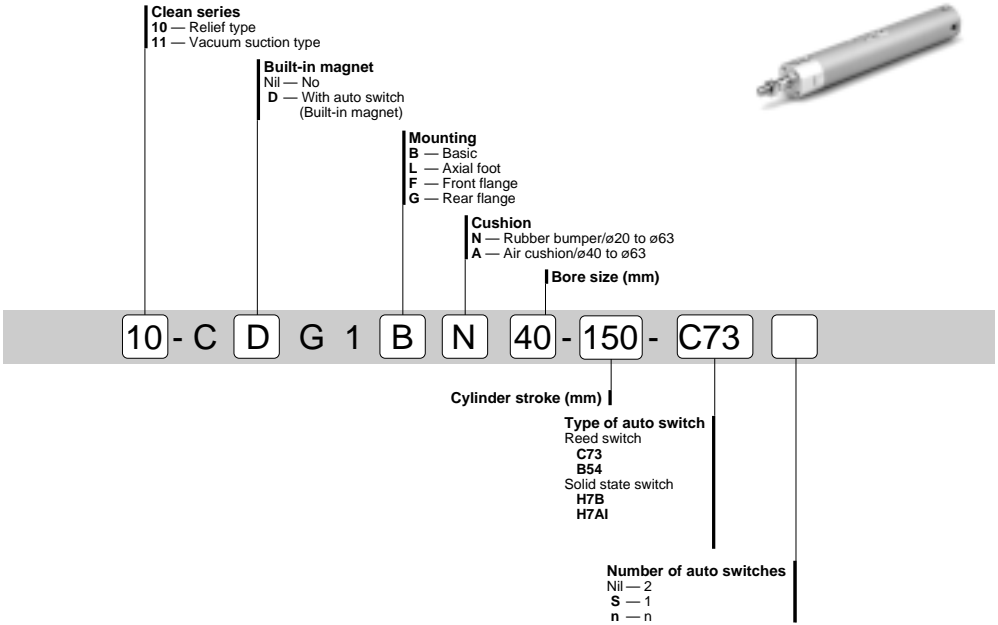 Clean series
10 — Relief type
11 — Vacuum suction type
Built-in magnet
Nil — No
D — With auto switch
(Built-in magnet)
Mounting
B — Basic
L — Axial foot
F — Front flange
G — Rear flange
Cushion
N — Rubber bumper/ø20 to ø63
A — Air cushion/ø40 to ø63
Bore size (mm)
10 - C D G 1 B N 40 - 150 - C73
Cylinder stroke (mm)
Type of auto switch
Reed switch
C73
B54
Solid state switch
H7B
H7AI
Number of auto switches
Nil — 2
S — 1
n — n